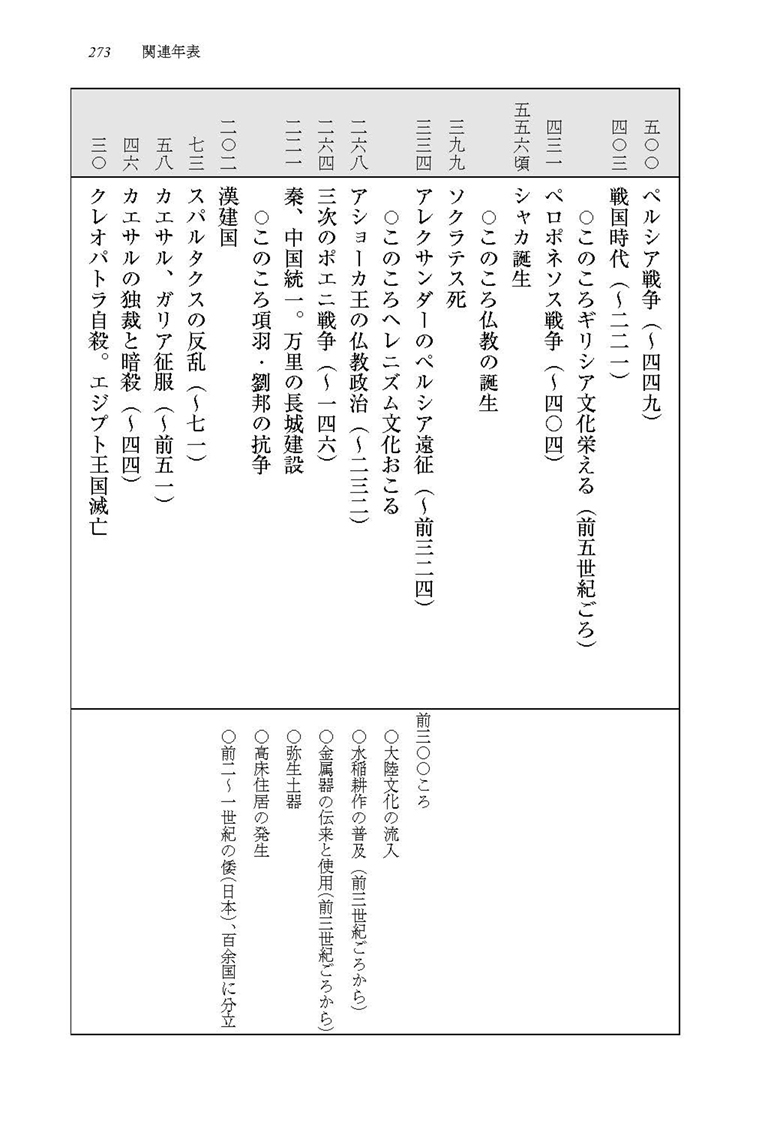 273 関連年表
五〇〇 ペルシア戦争（〜四四九）
四〇三 戦国時代（〜二二一）
〇このころギリシア文化栄える（前五世紀ごろ）
四三一 ペロポネソス戦争（〜四〇四）
五五六頃 シャカ誕生
〇このころ仏教の誕生
三九九 ソクラテス死
三三四 アレクサンダーのペルシア遠征（〜前三二四）
〇このころヘレニズム文化おこる
二六八 アショーカ王の仏教政治（〜二三二）
二六四 三次のポエニ戦争（〜一四六）
二二一 秦、中国統一。万里の長城建設
〇このころ項羽・劉邦の抗争
二〇二 漢建国
七三 スパルタクスの反乱（〜七一）
五八 カエサル、ガリア征服（〜前五一）
四六 カエサルの独裁と暗殺（〜四四）
三〇 クレオパトラ自殺。エジプト王国滅亡
前三〇〇ころ
〇大陸文化の流入
〇水稲耕作の普及（前三世紀ごろから）
〇金属器の伝来と使用（前三世紀ごろから）
〇弥生土器
〇高床住居の発生
〇前二〜一世紀の倭（日本）、百余国に分立